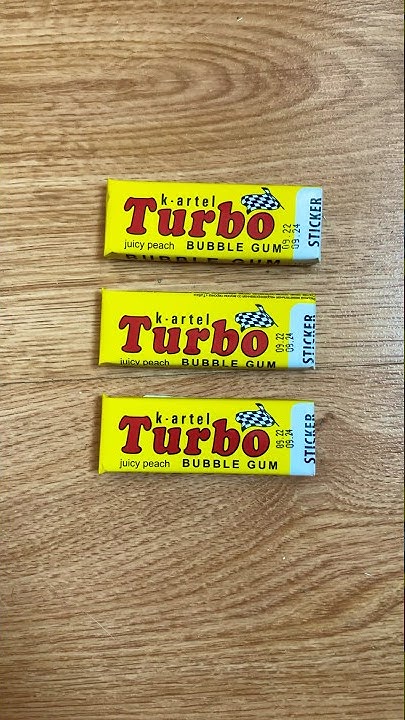 k-artel
Turbo
juicy peach BUBBLE GUM
09.22
09.24
STICKER
BUBBLE GUM
k-artel
Turbo
juicy peach BUBBLE GUM
09.22
09.24
STICKER
k-artel
Turbo
juicy peach BUBBLE GUM
09.22
09.24
STICKER